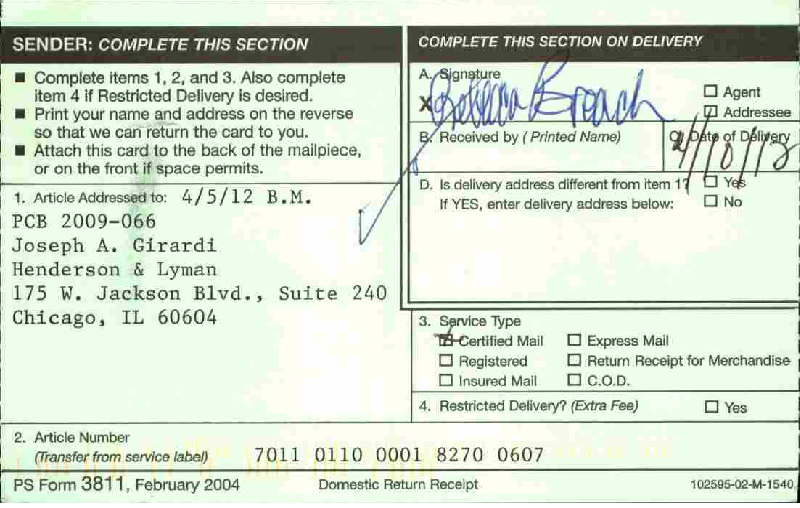 SENDER: COMPLETE THIS SECTION
■ Complete items 1, 2, and 3. Also complete
item 4 if Restricted Delivery is desired.
■ Print your name and address on the reverse
so that we can return the card to you.
■ Attach this card to the back of the mailpiece,
or on the front if space permits.
1. Article Addressed to: 4/5/12 B.M.
PCB 2009-066
Joseph A. Girardi
Henderson & Lyman
175 W. Jackson Blvd., Suite 240
Chicago, IL 60604
COMPLETE THIS SECTION ON DELIVERY
A. Signature
X Rebecca Broach
☐ Agent
☐ Addressee
B. Received by (Printed Name)
C. Date of Delivery
4/10/12
D. Is delivery address different from item 1? ☐ Yes
If YES, enter delivery address below: ☐ No
3. Service Type
Certified Mail ☐ Express Mail
☐ Registered ☐ Return Receipt for Merchandise
☐ Insured Mail ☐ C.O.D.
4. Restricted Delivery? (Extra Fee) ☐ Yes
2. Article Number
(Transfer from service label) 7011 0110 0001 8270 0607
PS Form 3811, February 2004 Domestic Return Receipt 102595-02-M-1540